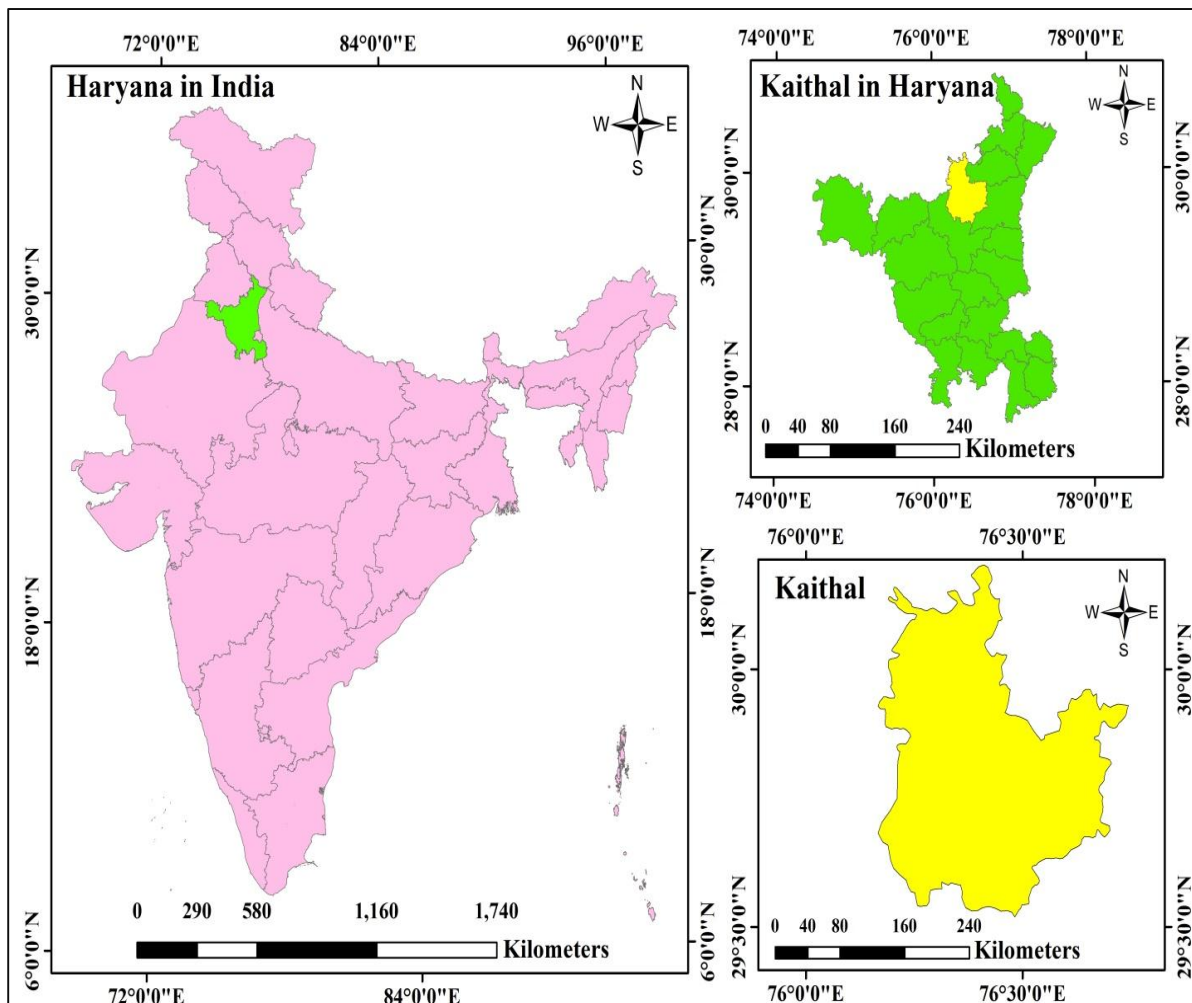 72°0'0"E 84°0'0"E 96°0'0"E
Haryana in India
N
W E
S
30°0'0"N
18°0'0"N
6°0'0"N
30°0'0"N
18°0'0"N
6°0'0"N
0 290 580 1,160 1,740
Kilometers
72°0'0"E 84°0'0"E
74°0'0"E 76°0'0"E 78°0'0"E
Kaithal in Haryana
N
W E
S
30°0'0"N
28°0'0"N
30°0'0"N
28°0'0"N
0 40 80 160 240
Kilometers
74°0'0"E 76°0'0"E 78°0'0"E
76°0'0"E 76°30'0"E
Kaithal
N
W E
S
30°0'0"N
29°30'0"N
30°0'0"N
29°30'0"N
0 40 80 160 240
Kilometers
76°0'0"E 76°30'0"E